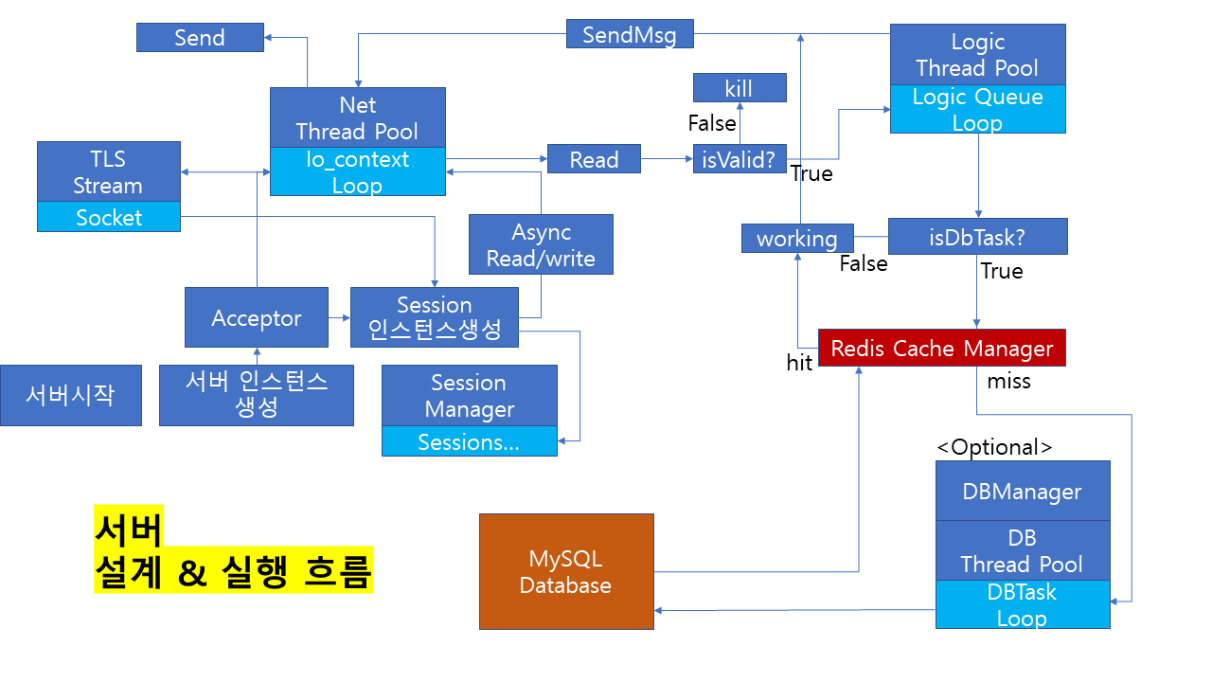 Send
SendMsg
Logic
Thread Pool
Logic Queue
Loop
kill
False
Net
Thread Pool
Io_context
Loop
Read
isValid?
True
TLS
Stream
Socket
Async
Read/write
working
False
isDbTask?
True
Acceptor
Session
인스턴스생성
Redis Cache Manager
hit
miss
서버시작
서버 인스턴스
생성
Session
Manager
Sessions...
<Optional>
DBManager
DB
Thread Pool
DBTask
Loop
MySQL
Database
서버
설계 & 실행 흐름